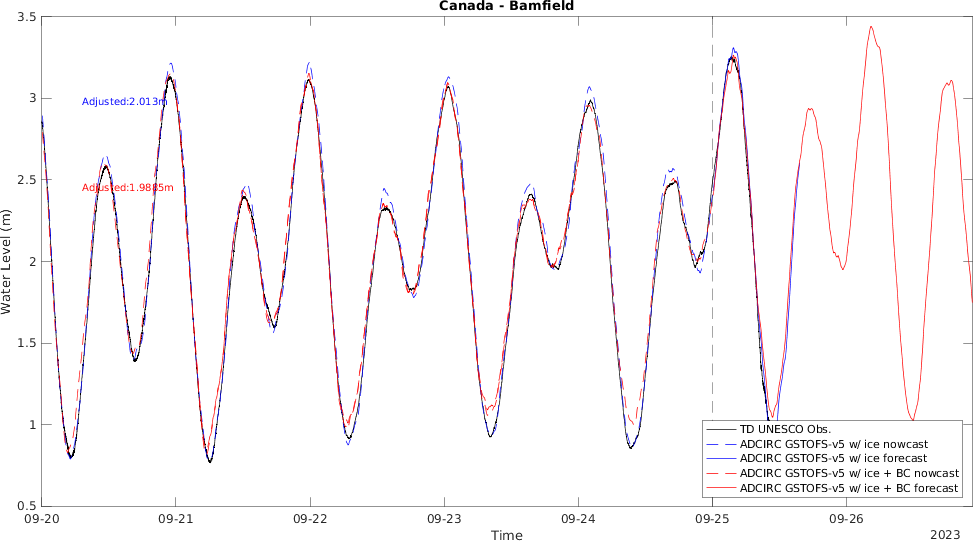 Canada - Bamfield
3.5
3
2.5
2
1.5
1
0.5
Water Level (m)
Adjusted:2.013m
Adjusted:1.9885m
TD UNESCO Obs.
ADCIRC GSTOFS-v5 w/ ice nowcast
ADCIRC GSTOFS-v5 w/ ice forecast
ADCIRC GSTOFS-v5 w/ ice + BC nowcast
ADCIRC GSTOFS-v5 w/ ice + BC forecast
09-20 09-21 09-22 09-23 09-24 09-25 09-26
Time
2023